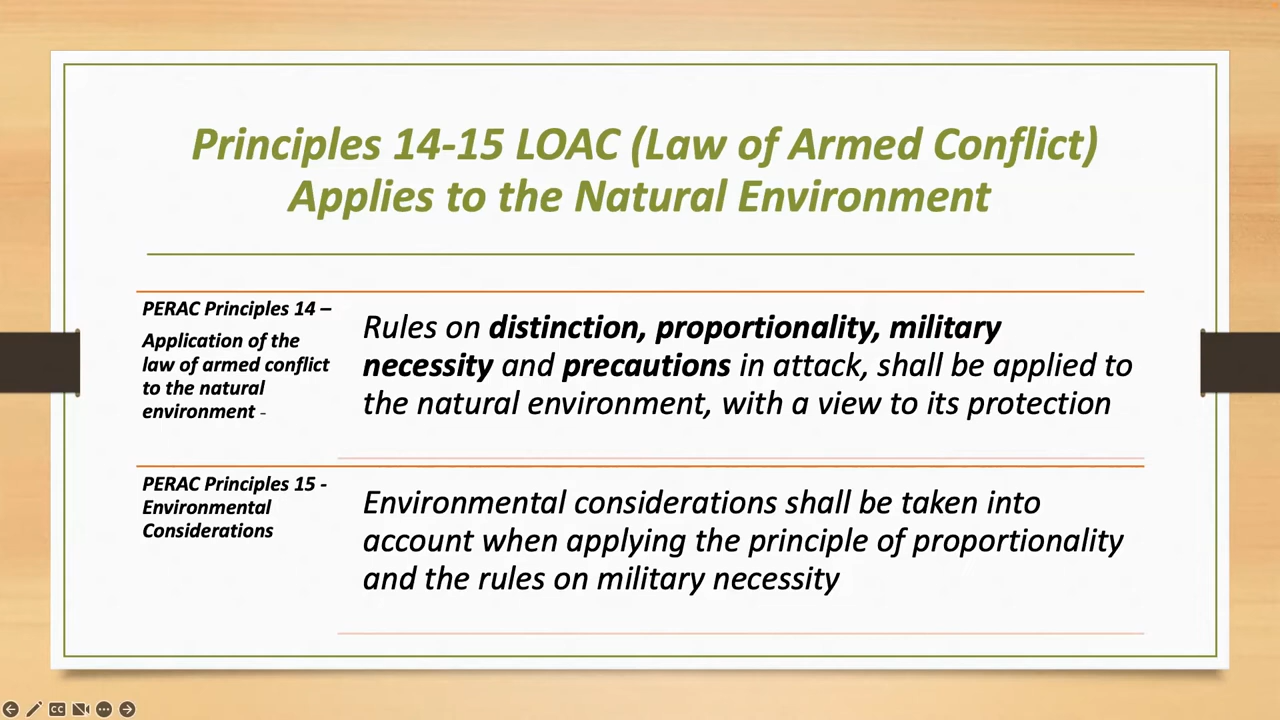 Principles 14-15 LOAC (Law of Armed Conflict)
Applies to the Natural Environment
PERAC Principles 14 –
Application of the
law of armed conflict
to the natural
environment -
Rules on distinction, proportionality, military
necessity and precautions in attack, shall be applied to
the natural environment, with a view to its protection
PERAC Principles 15 -
Environmental
Considerations
Environmental considerations shall be taken into
account when applying the principle of proportionality
and the rules on military necessity
CC